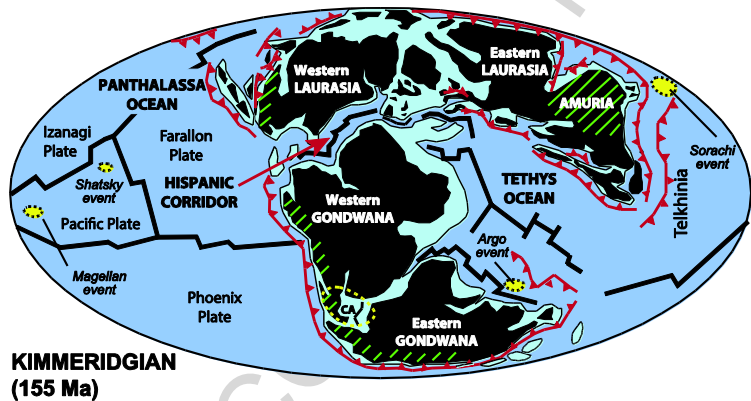 Western
LAURASIA
Eastern
LAURASIA
AMURIA
PANTHALASSA
OCEAN
Izanagi
Plate
Farallon
Plate
Sorachi
event
Shatsky
event
HISPANIC
CORRIDOR
TETHYS
OCEAN
Telkhinia
Pacific Plate
Western
GONDWANA
Argo
event
Magellan
event
Phoenix
Plate
CA
Eastern
GONDWANA
KIMMERIDGIAN
(155 Ma)